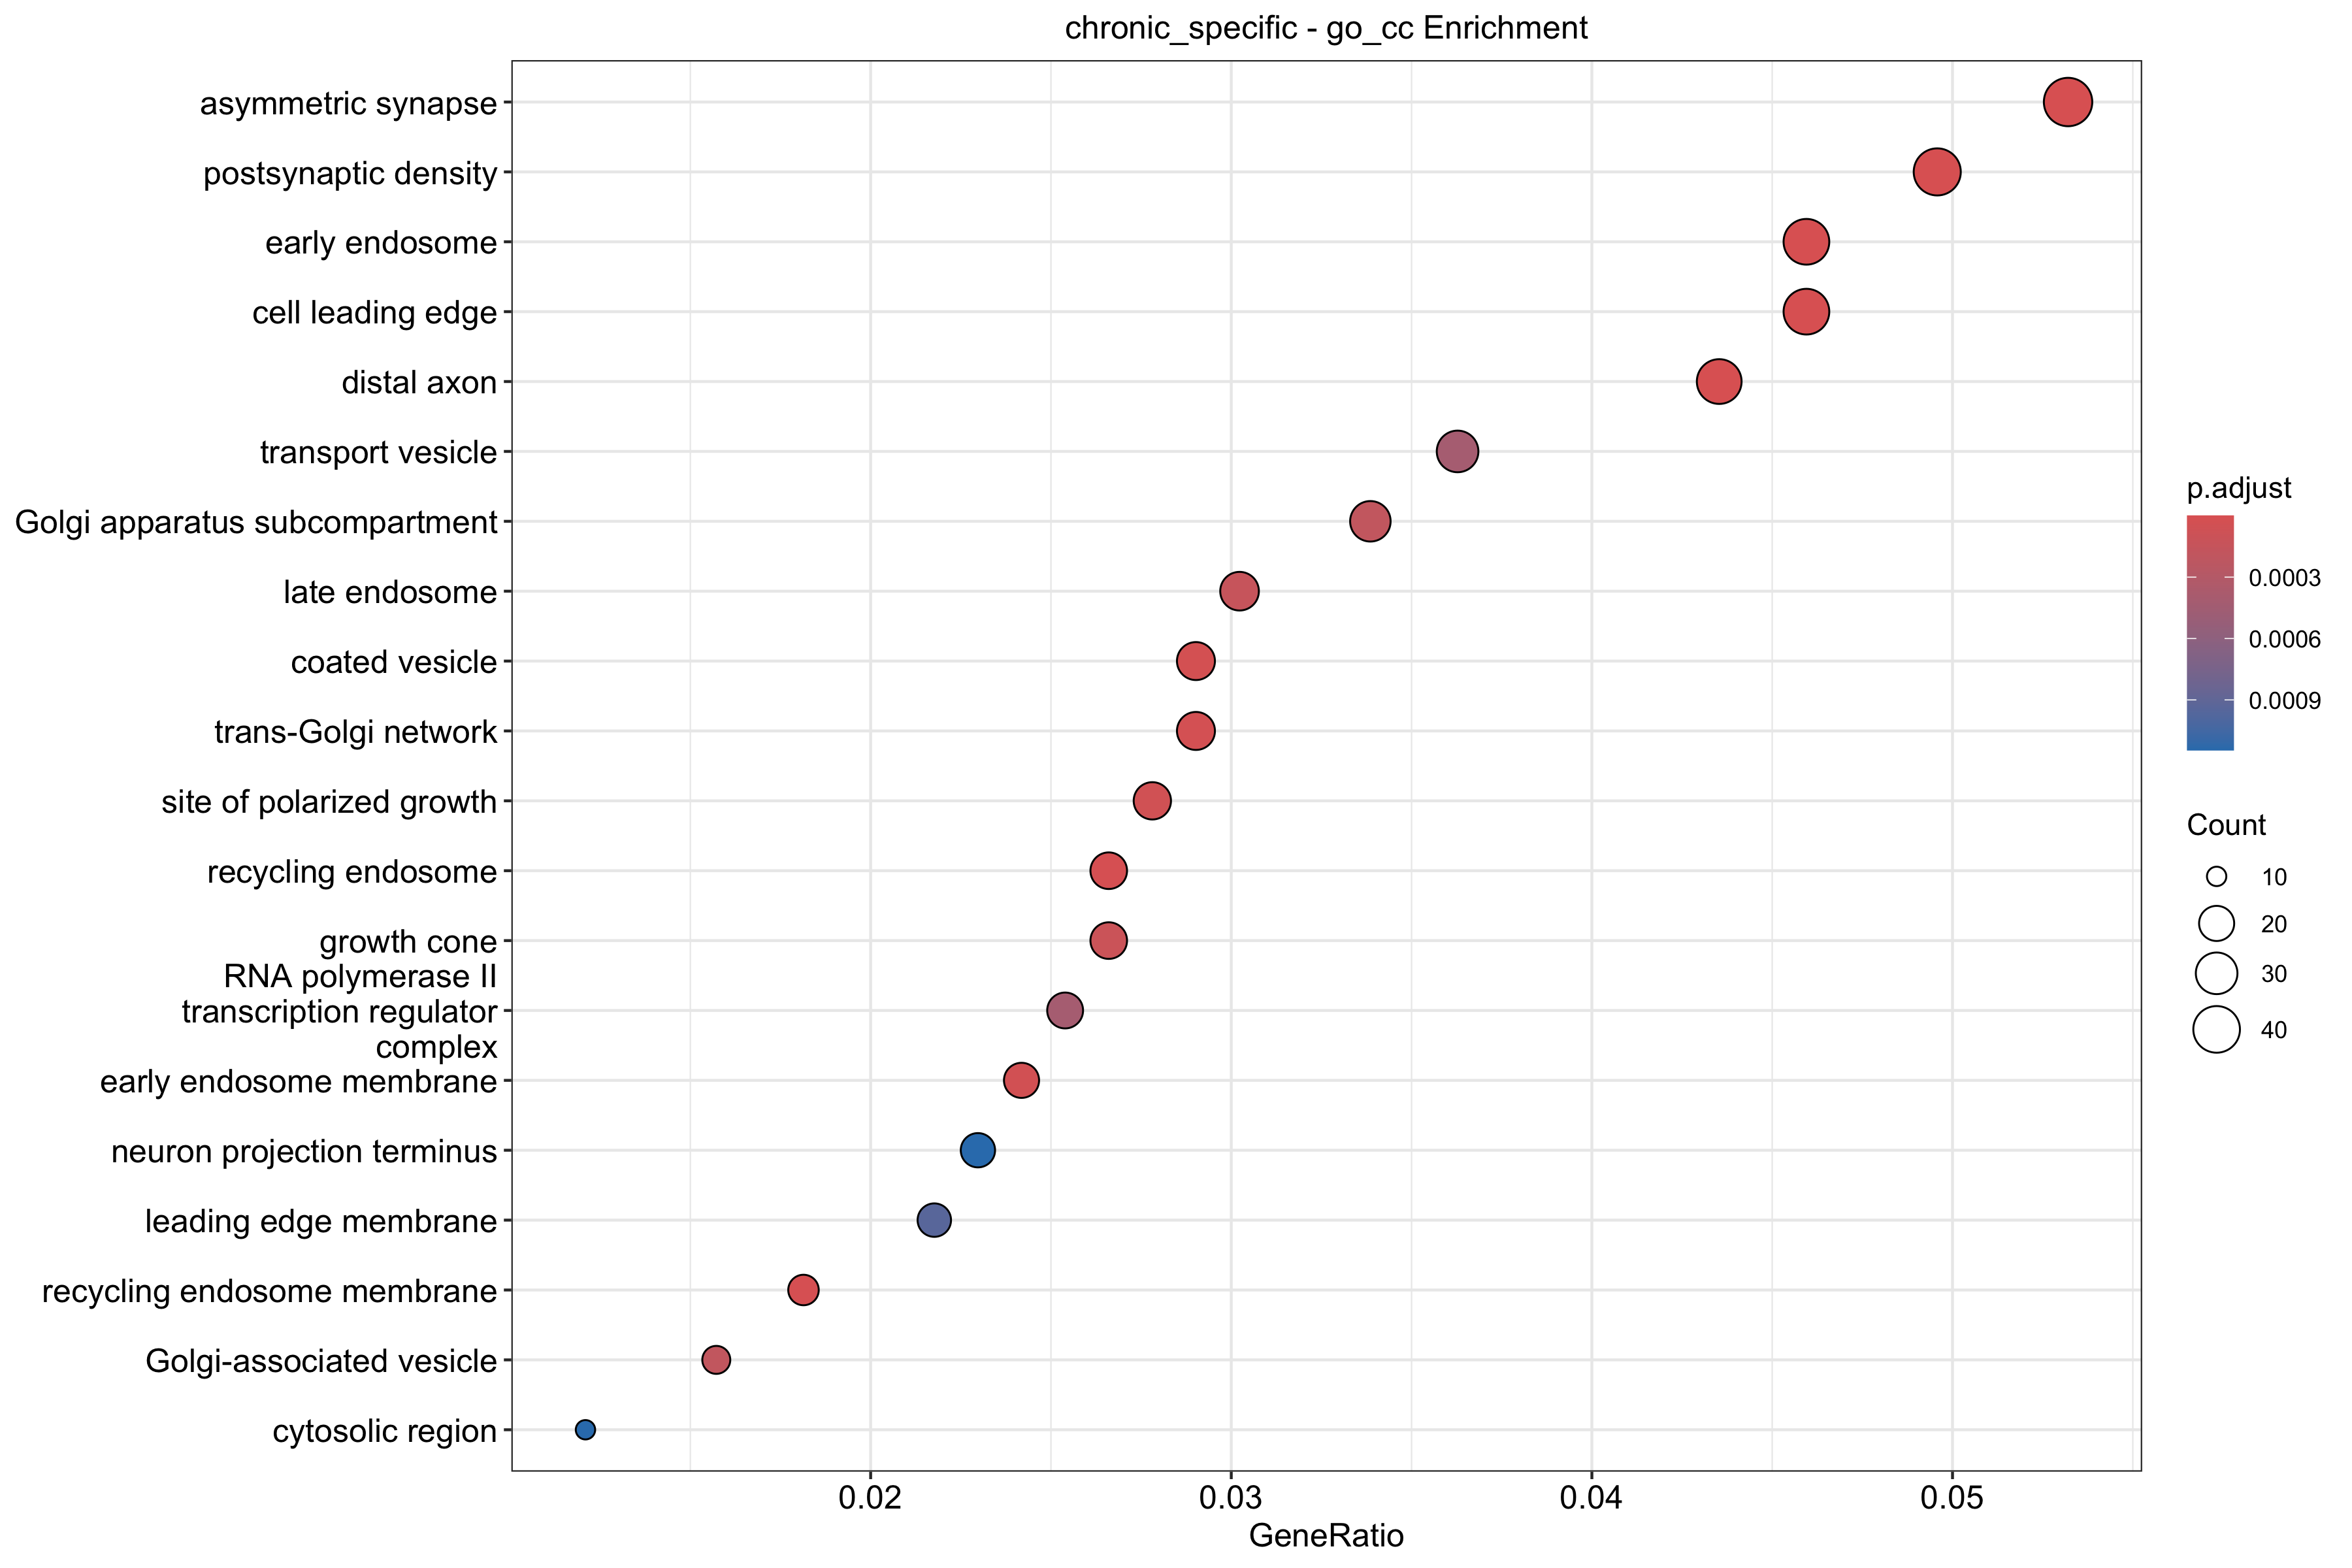 chronic_specific - go_cc Enrichment
asymmetric synapse
postsynaptic density
early endosome
cell leading edge
distal axon
transport vesicle
Golgi apparatus subcompartment
late endosome
coated vesicle
trans-Golgi network
site of polarized growth
recycling endosome
growth cone
RNA polymerase II
transcription regulator
complex
early endosome membrane
neuron projection terminus
leading edge membrane
recycling endosome membrane
Golgi-associated vesicle
cytosolic region
0.02
0.03
0.04
0.05
GeneRatio
p.adjust
0.0003
0.0006
0.0009
Count
10
20
30
40